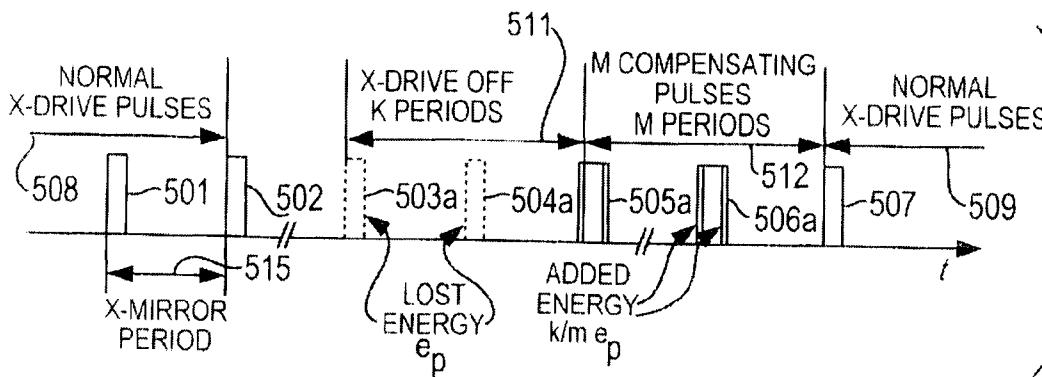 511
NORMAL
X-DRIVE PULSES
X-DRIVE OFF
K PERIODS
M COMPENSATING
PULSES
M PERIODS
NORMAL
X-DRIVE PULSES
508
501
502
503a
504a
505a
512
506a
507
509
515
t
X-MIRROR
PERIOD
LOST
ENERGY
ep
ADDED
ENERGY
k/m ep